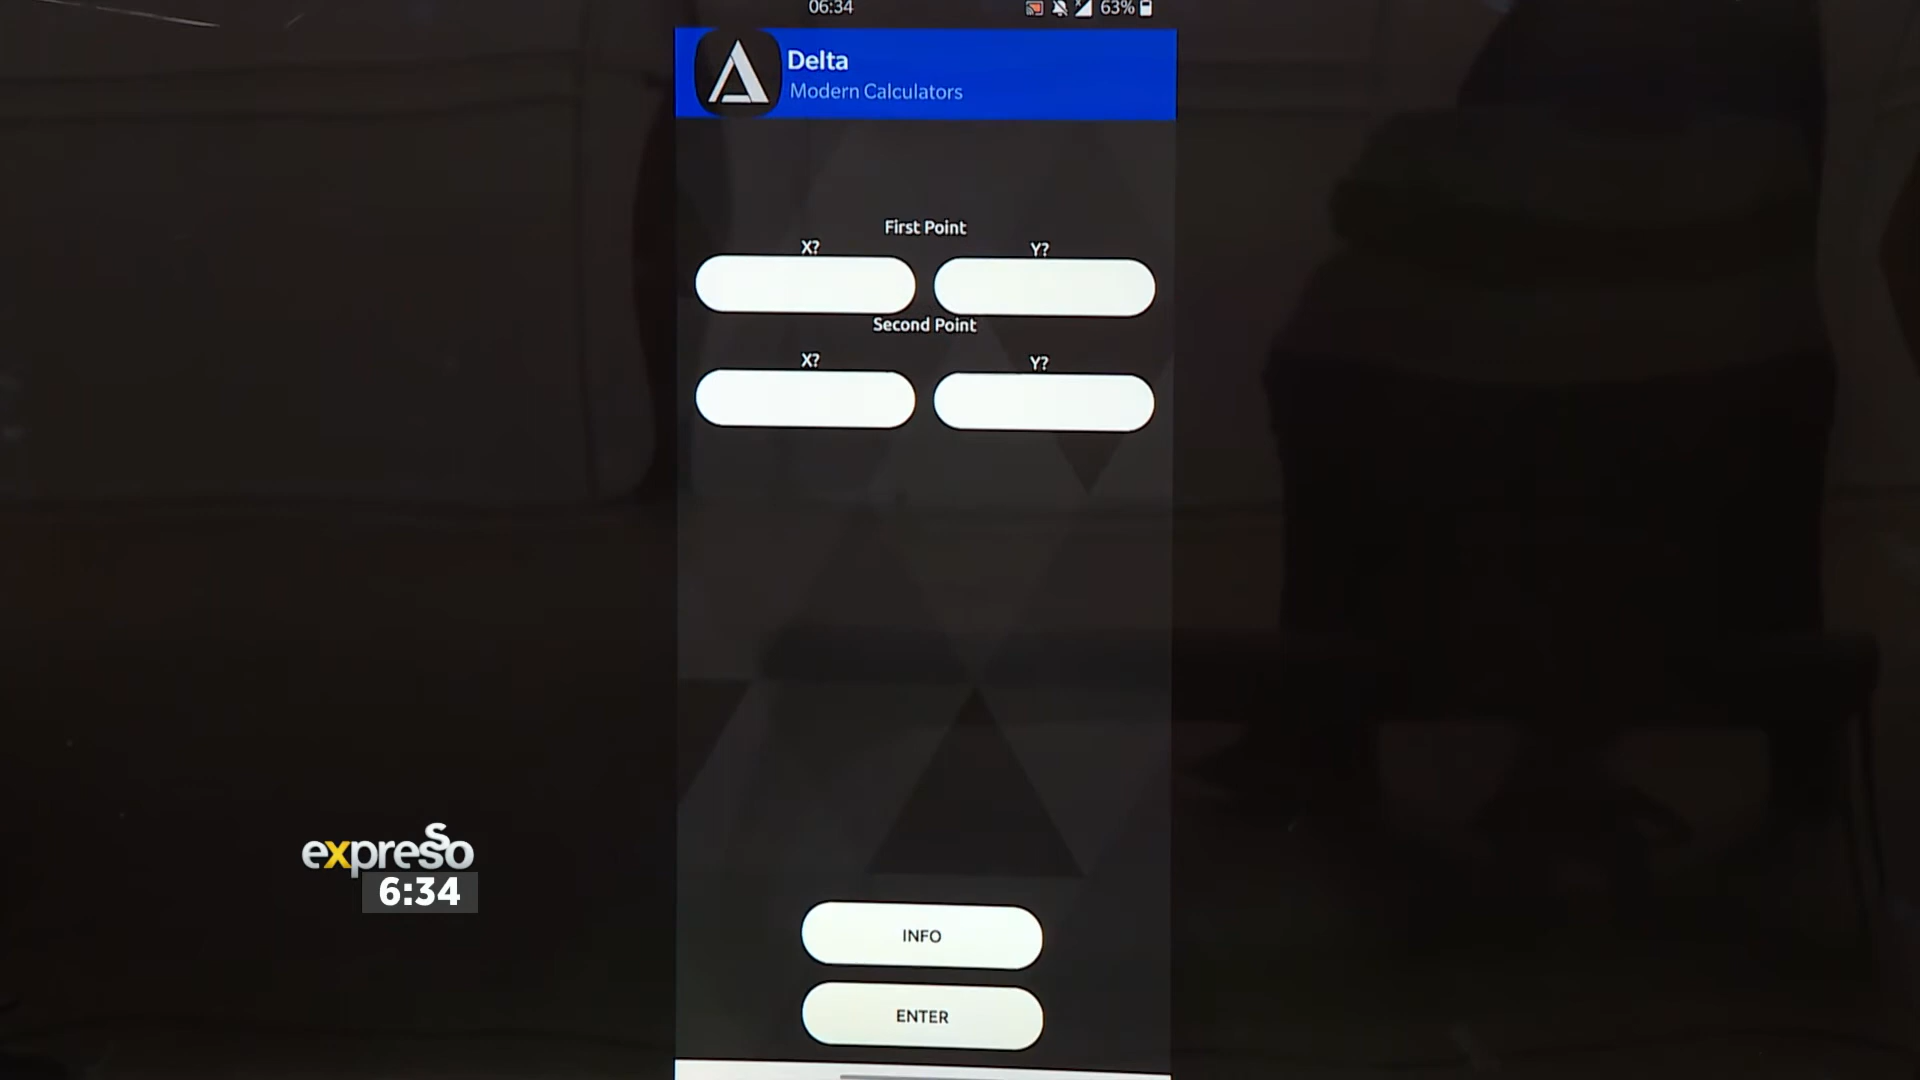 06:34 63%
Delta
Modern Calculators
First Point
X? Y?
Second Point
X? Y?
INFO
ENTER
expresso
6:34